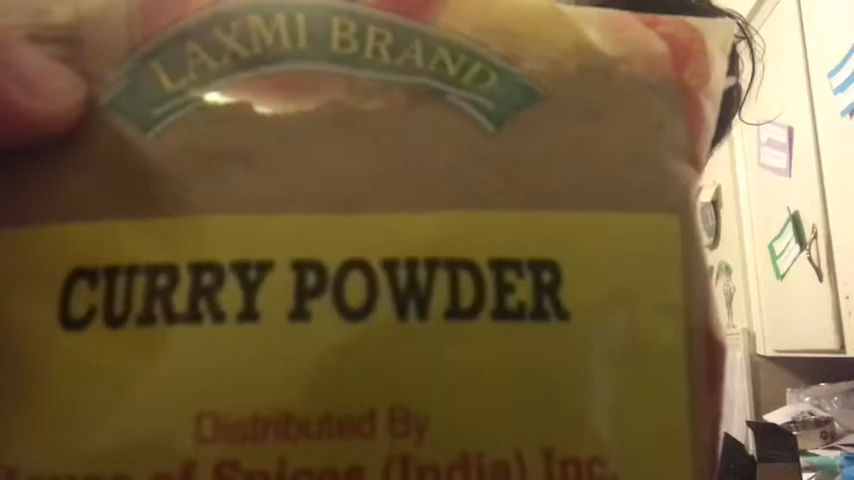 LAXMI BRAND
CURRY POWDER
Distributed By
House of Spices (India) Inc.